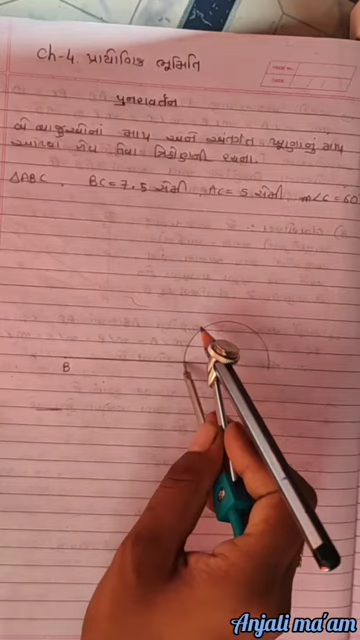 Ch-4. પ્રાયોગિક ભૂમિતિ
પુનરાવર્તન
બે બાજુઓનાં માપ અને અંતર્ગત ખૂણાનું માપ
આપ્યા હોય તેવા ત્રિકોણની રચના.
△ABC, BC = 7.5 સેમી, AC = 5 સેમી m∠C = 60
B
Anjali ma'am